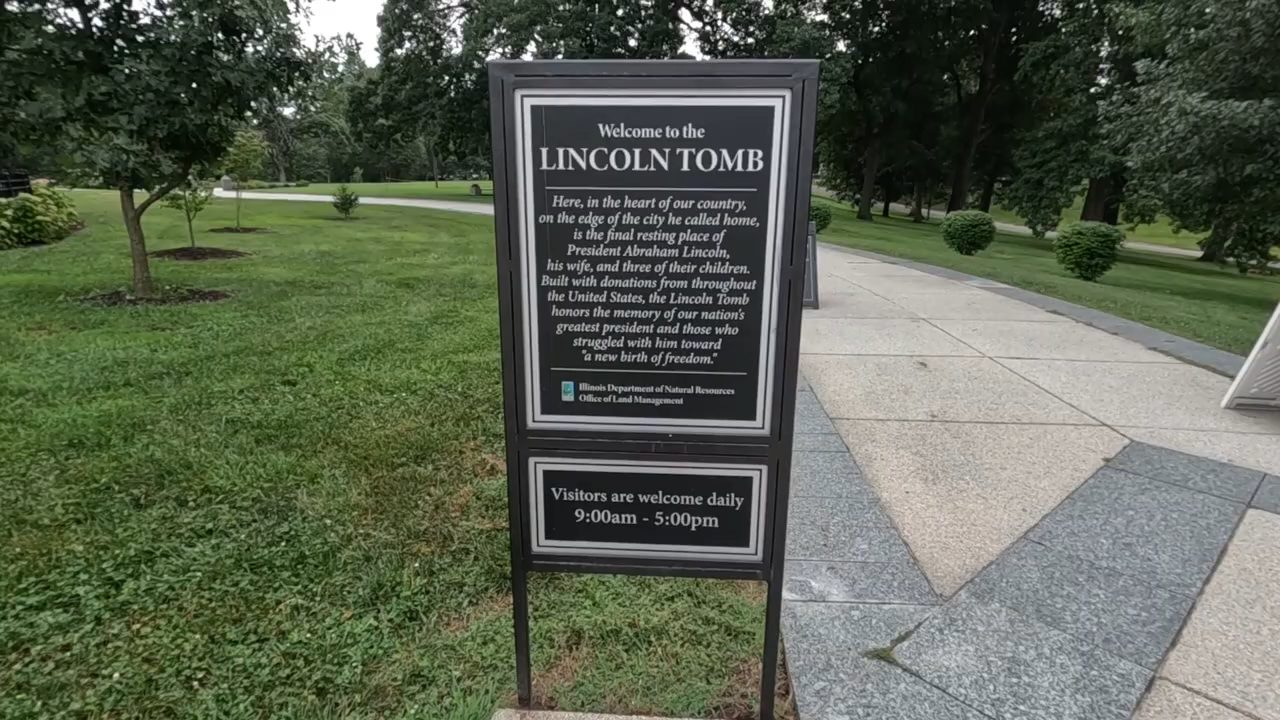 Welcome to the
LINCOLN TOMB
Here, in the heart of our country,
on the edge of the city he called home,
is the final resting place of
President Abraham Lincoln,
his wife, and three of their children.
Built with donations from throughout
the United States, the Lincoln Tomb
honors the memory of our nation's
greatest president and those who
struggled with him toward
"a new birth of freedom."
Illinois Department of Natural Resources
Office of Land Management
Visitors are welcome daily
9:00am - 5:00pm